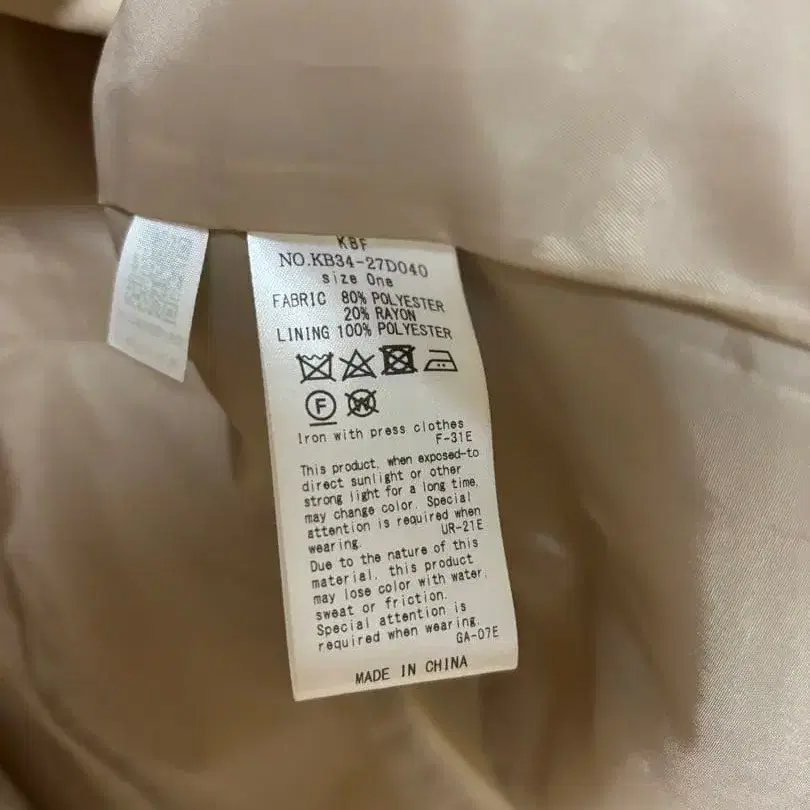 KBF
NO.KB34-27D040
size One
FABRIC 80% POLYESTER
20% RAYON
LINING 100% POLYESTER
F W
Iron with press clothes
F-31E
This product, when exposed-to
direct sunlight or other
strong light for a long time,
may change color. Special
attention is required when
wearing.
UR-21E
Due to the nature of this
material, this product
may lose color with water,
sweat or friction.
Special attention is
required when wearing.
GA-07E
MADE IN CHINA